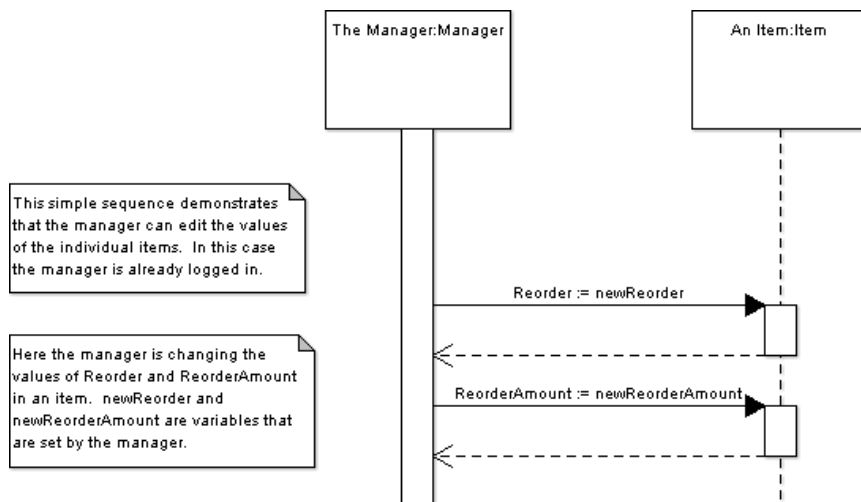 The Manager:Manager
An Item:Item
This simple sequence demonstrates
that the manager can edit the values
of the individual items.  In this case
the manager is already logged in.
Reorder := newReorder
Here the manager is changing the
values of Reorder and ReorderAmount
in an item.  newReorder and
newReorderAmount are variables that
are set by the manager.
ReorderAmount := newReorderAmount